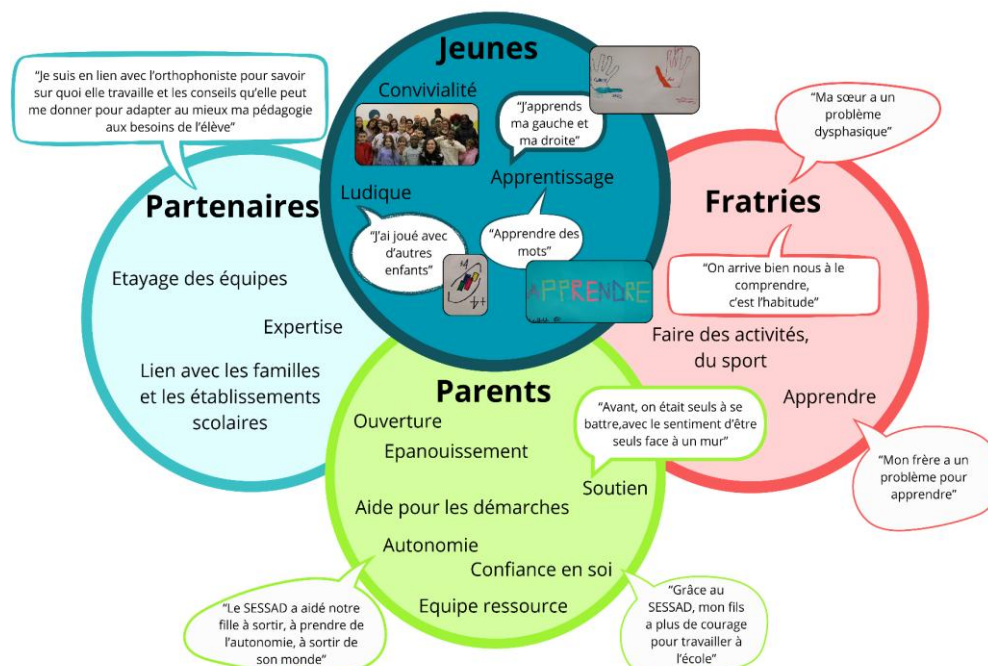 Jeunes
Convivialité
“J’apprends
ma gauche et
ma droite”
Apprentissage
Ludique
“J’ai joué avec
d’autres
enfants”
“Apprendre des
mots”
APPRENDRE
“Je suis en lien avec l’orthophoniste pour savoir
sur quoi elle travaille et les conseils qu’elle peut
me donner pour adapter au mieux ma pédagogie
aux besoins de l’élève”
Partenaires
Etayage des équipes
Expertise
Lien avec les familles
et les établissements
scolaires
“Ma sœur a un
problème
dysphasique”
Fratries
“On arrive bien nous à le
comprendre,
c’est l’habitude”
Faire des activités,
du sport
Apprendre
“Mon frère a un
problème pour
apprendre”
Parents
Ouverture
Epanouissement
“Avant, on était seuls à se
battre,avec le sentiment d’être
seuls face à un mur”
Soutien
Aide pour les démarches
Autonomie
Confiance en soi
Equipe ressource
“Le SESSAD a aidé notre
fille à sortir, à prendre de
l’autonomie, à sortir de
son monde”
“Grâce au
SESSAD, mon fils
a plus de courage
pour travailler à
l’école”